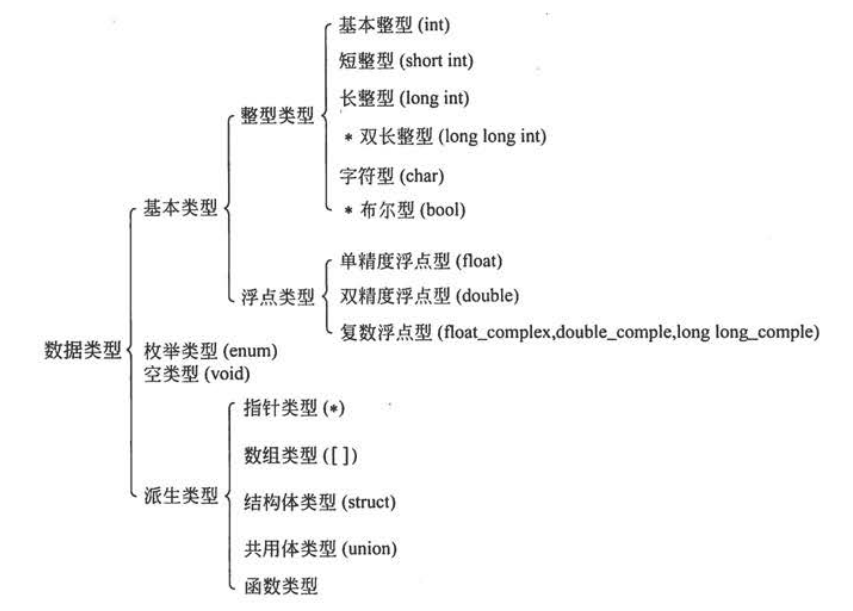 基本整型 (int)
短整型 (short int)
长整型 (long int)
整型类型
* 双长整型 (long long int)
字符型 (char)
基本类型
* 布尔型 (bool)
单精度浮点型 (float)
浮点类型
双精度浮点型 (double)
复数浮点型 (float_complex,double_comple,long long_comple)
数据类型
枚举类型 (enum)
空类型 (void)
指针类型 (*)
数组类型 ([ ])
派生类型
结构体类型 (struct)
共用体类型 (union)
函数类型